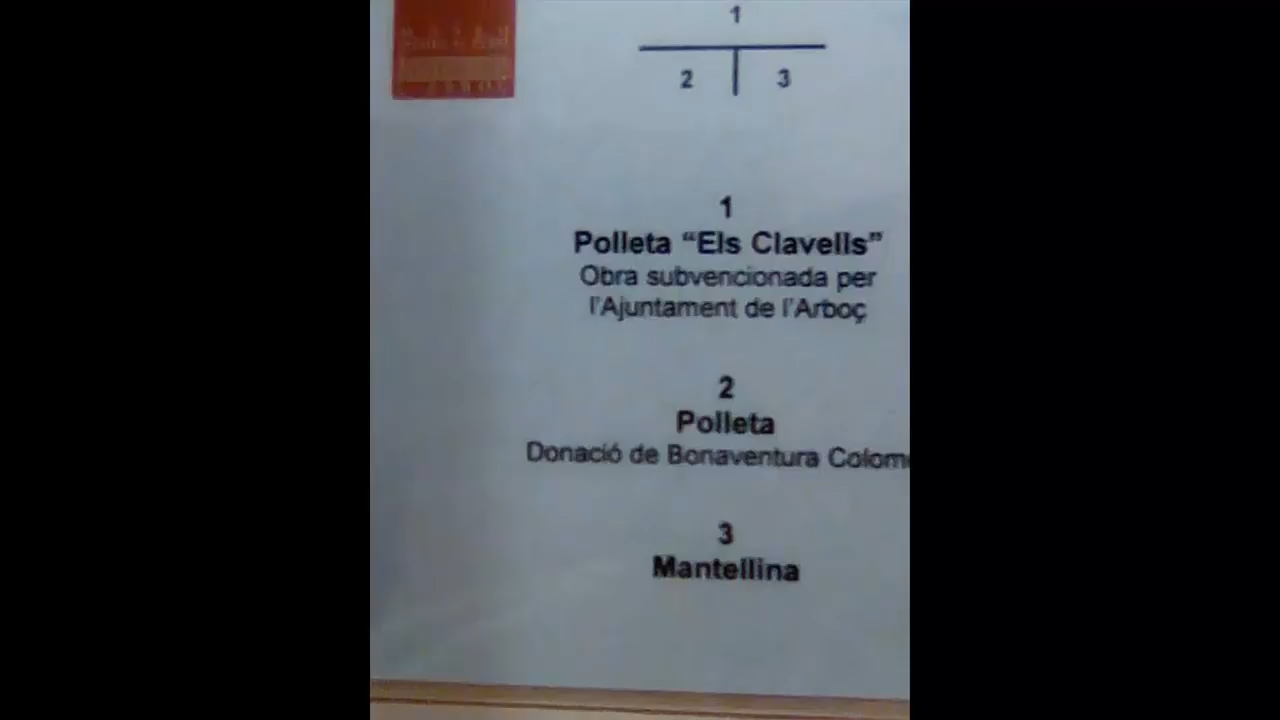 1
2 3
1
Polleta “Els Clavells”
Obra subvencionada per
l’Ajuntament de l’Arboç
2
Polleta
Donació de Bonaventura Colom
3
Mantellina